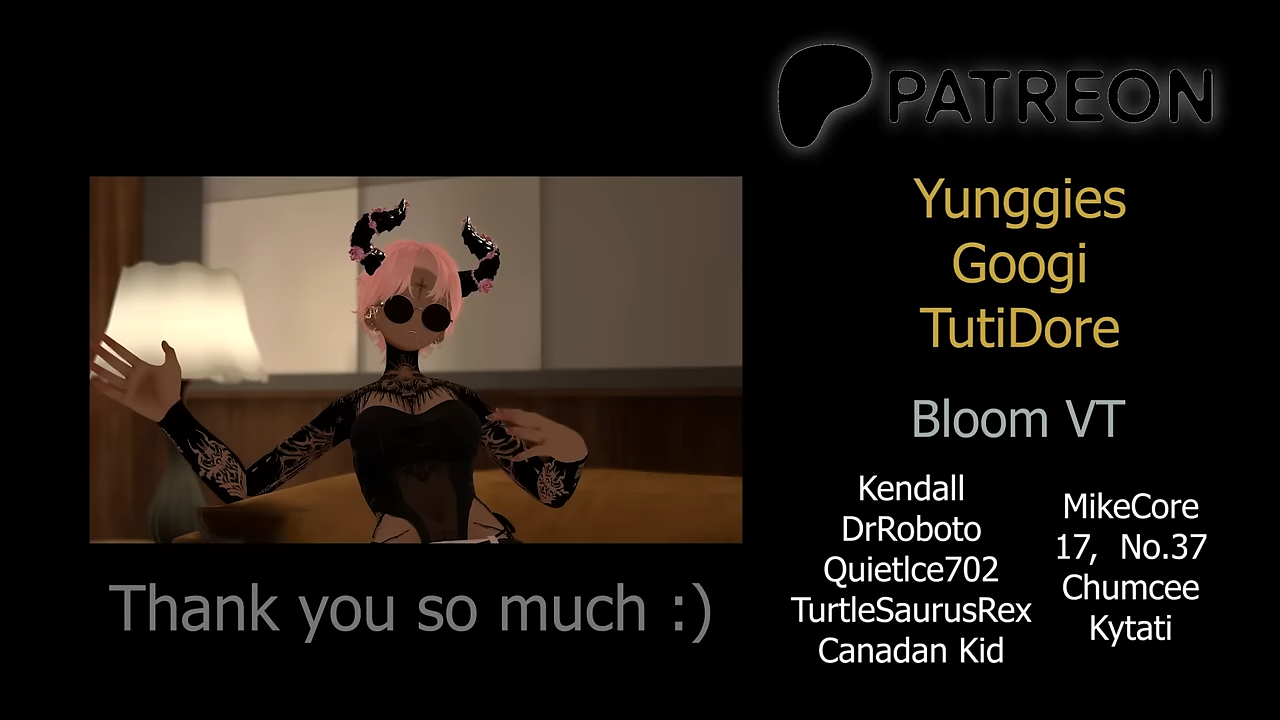 PATREON
Yunggies
Googi
TutiDore
Bloom VT
Kendall
DrRoboto
QuietIce702
TurtleSaurusRex
Canadan Kid
MikeCore
17,  No.37
Chumcee
Kytati
Thank you so much :)